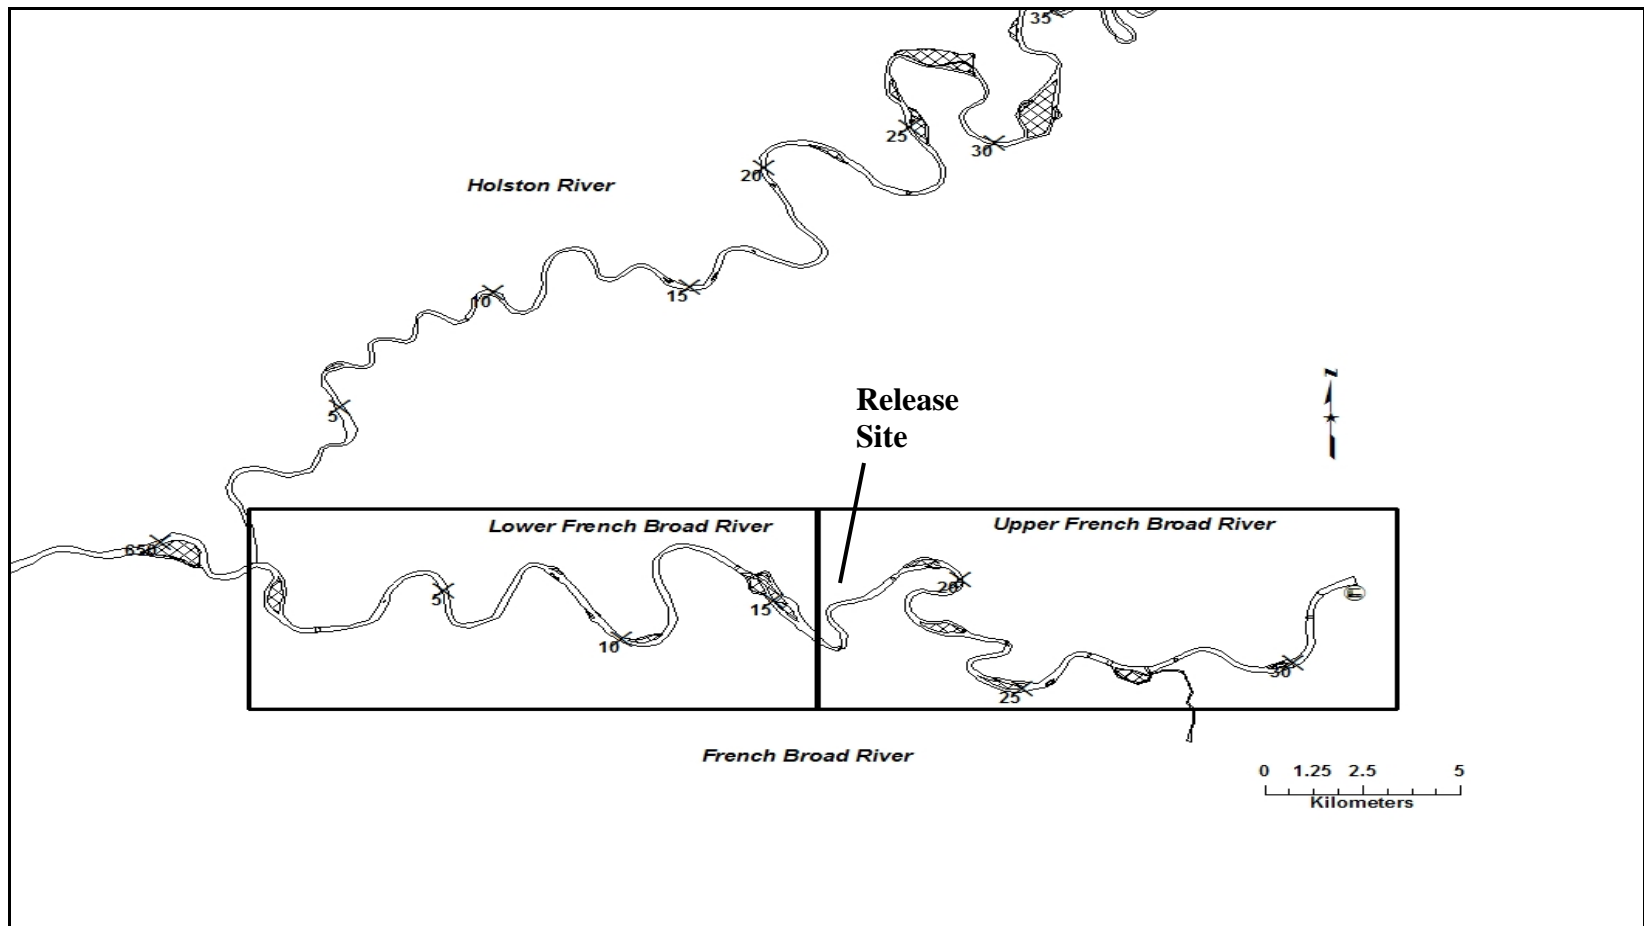 35
25
30
20
Holston River
10
15
5
Release
Site
Lower French Broad River
Upper French Broad River
650
5
15
20
10
25
30
French Broad River
0 1.25 2.5 5
Kilometers